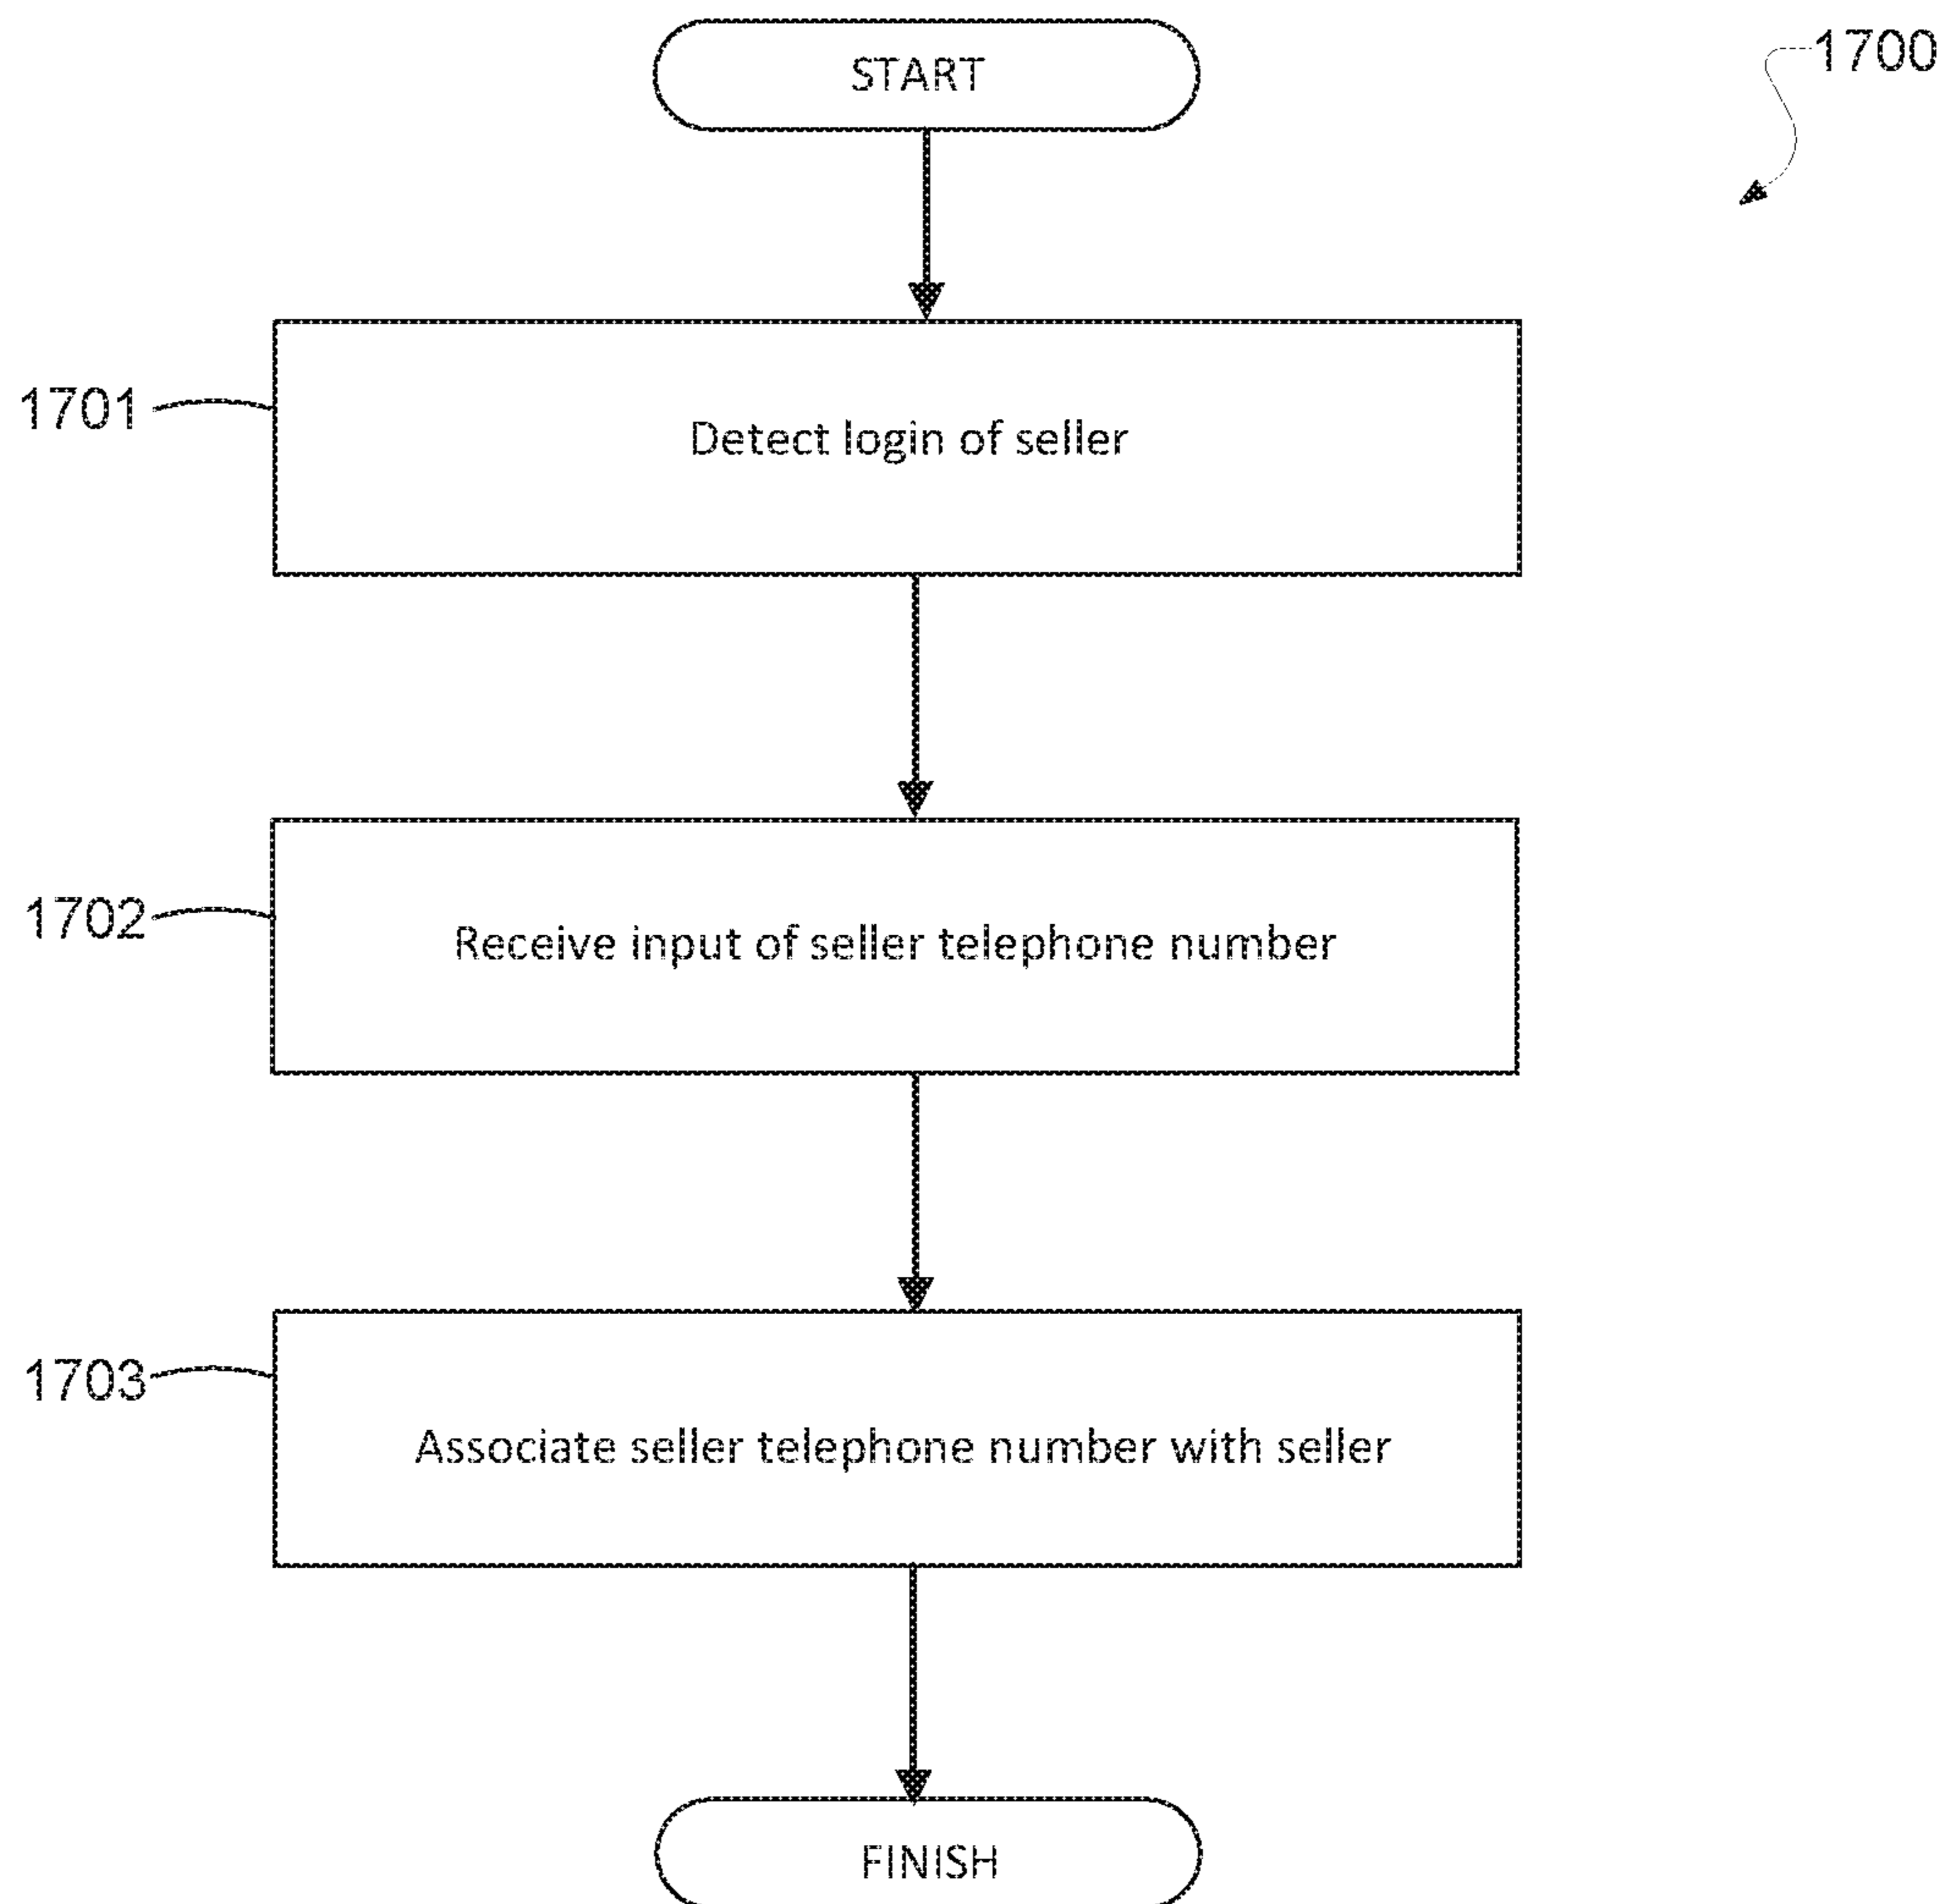 START
1700
1701
Detect login of seller
1702
Receive input of seller telephone number
1703
Associate seller telephone number with seller
FINISH